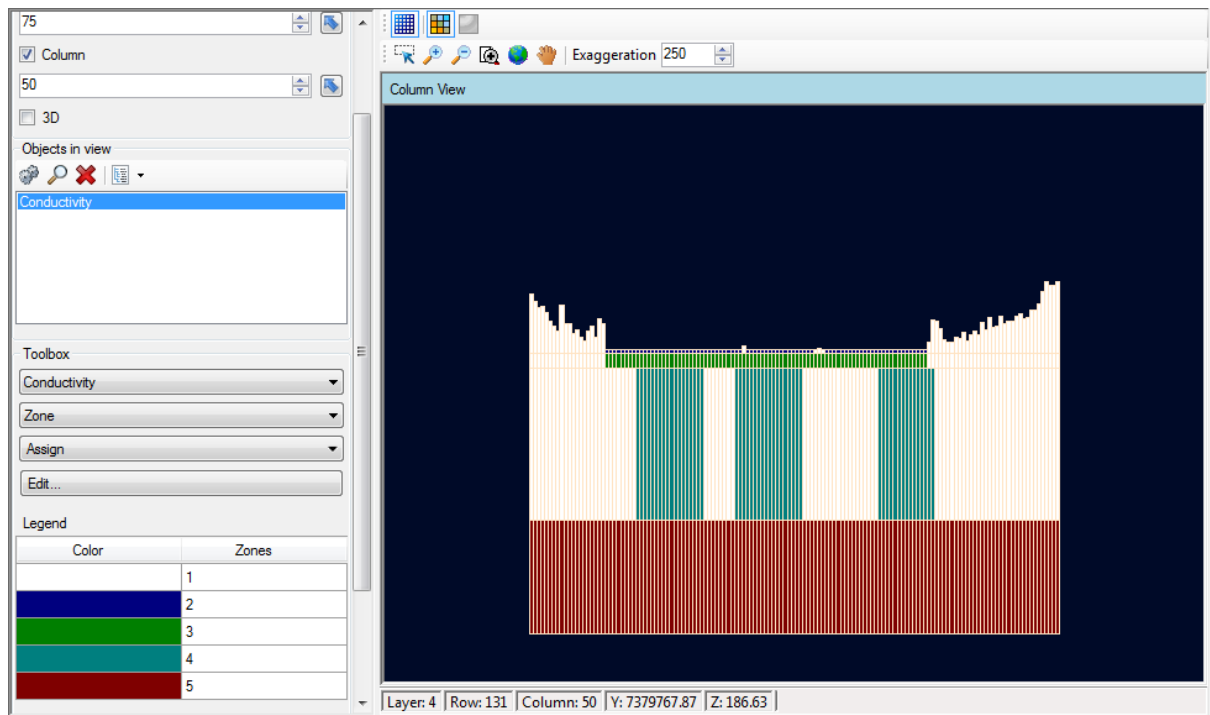 75
Column
50
3D
Objects in view
Conductivity
Toolbox
Conductivity
Zone
Assign
Edit...
Legend
Color Zones
1
2
3
4
5
Exaggeration 250
Column View
Layer: 4 Row: 131 Column: 50 Y: 7379767.87 Z: 186.63